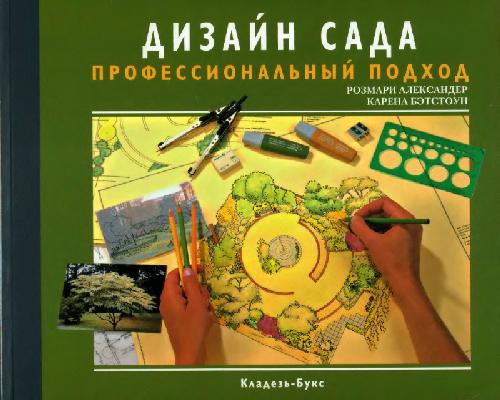 ДИЗАЙН САДА
ПРОФЕССИОНАЛЬНЫЙ ПОДХОД
РОЗМАРИ АЛЕКСАНДЕР
КАРЕНА БЭТСТОУН
Кладезь-Букс